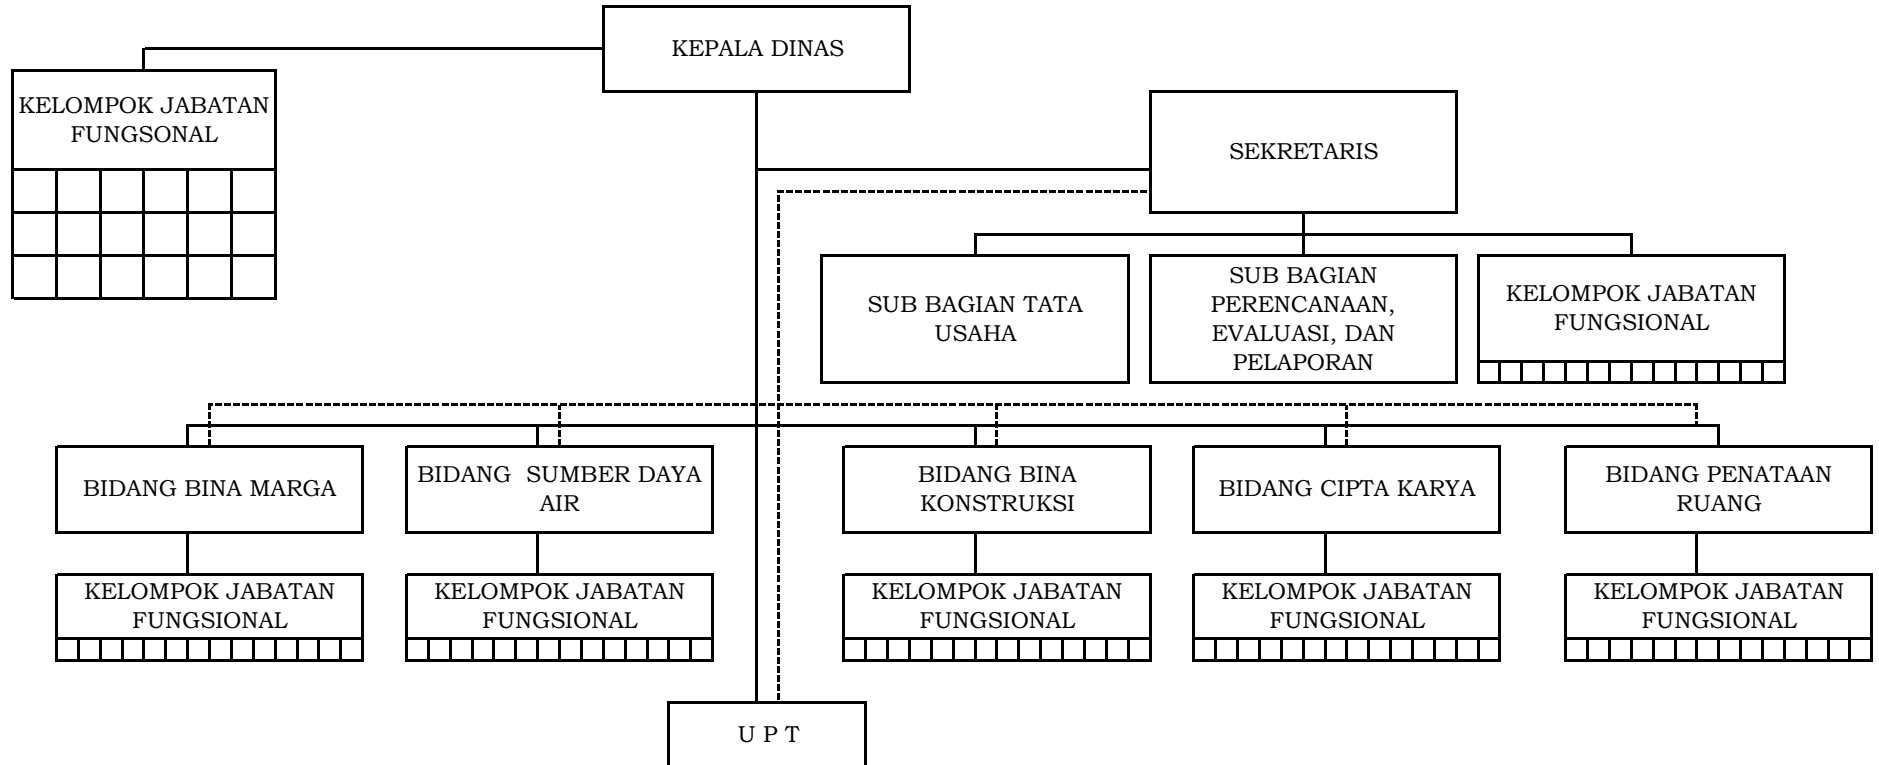 KEPALA DINAS
KELOMPOK JABATAN
FUNGSONAL
SEKRETARIS
SUB BAGIAN TATA
USAHA
SUB BAGIAN
PERENCANAAN,
EVALUASI, DAN
PELAPORAN
KELOMPOK JABATAN
FUNGSIONAL
BIDANG BINA MARGA
BIDANG  SUMBER DAYA
AIR
BIDANG BINA
KONSTRUKSI
BIDANG CIPTA KARYA
BIDANG PENATAAN
RUANG
KELOMPOK JABATAN
FUNGSIONAL
KELOMPOK JABATAN
FUNGSIONAL
KELOMPOK JABATAN
FUNGSIONAL
KELOMPOK JABATAN
FUNGSIONAL
KELOMPOK JABATAN
FUNGSIONAL
U P T